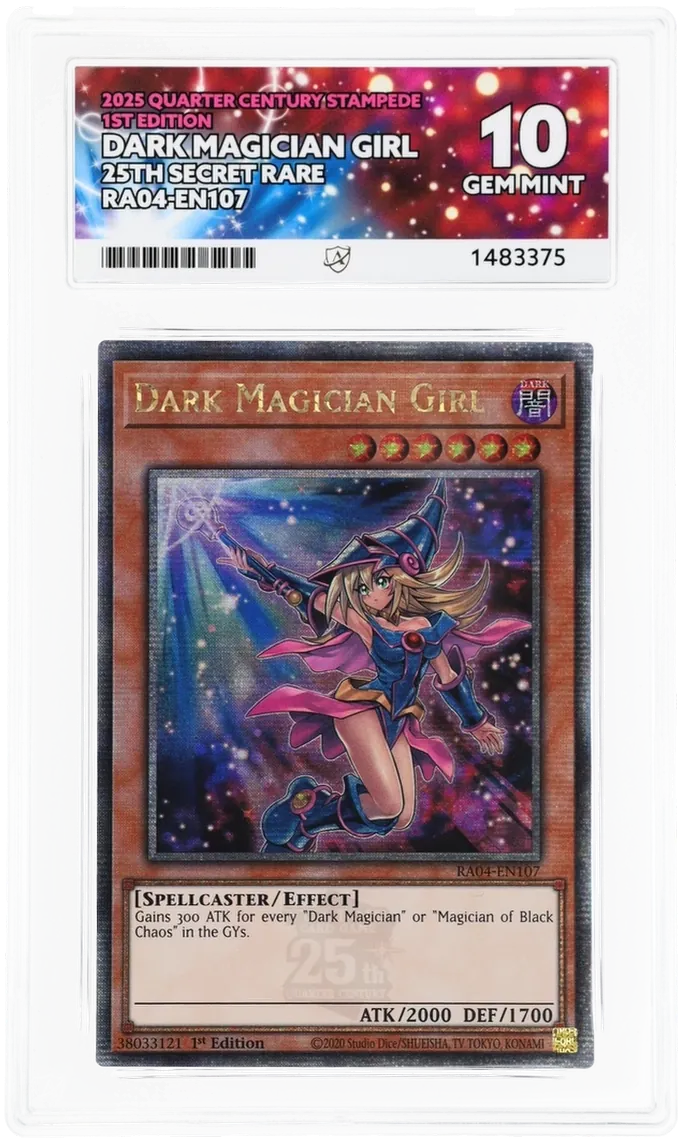 2025 QUARTER CENTURY STAMPEDE
1ST EDITION
DARK MAGICIAN GIRL
25TH SECRET RARE
RA04-EN107
10
GEM MINT
1483375
DARK MAGICIAN GIRL
DARK
闇
RA04-EN107
[SPELLCASTER/EFFECT]
Gains 300 ATK for every "Dark Magician" or "Magician of Black
Chaos" in the GYs.
25th
ATK/2000 DEF/1700
38033121 1st Edition
©2020 Studio Dice/SHUEISHA, TV TOKYO, KONAMI